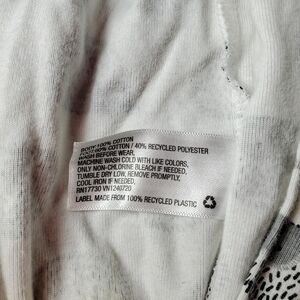 BODY 100% COTTON
FOOT 60% COTTON / 40% RECYCLED POLYESTER
WASH BEFORE WEAR,
MACHINE WASH COLD WITH LIKE COLORS,
ONLY NON-CHLORINE BLEACH IF NEEDED,
TUMBLE DRY LOW, REMOVE PROMPTLY,
COOL IRON IF NEEDED.
RN17730 VN1240720
LABEL MADE FROM 100% RECYCLED PLASTIC